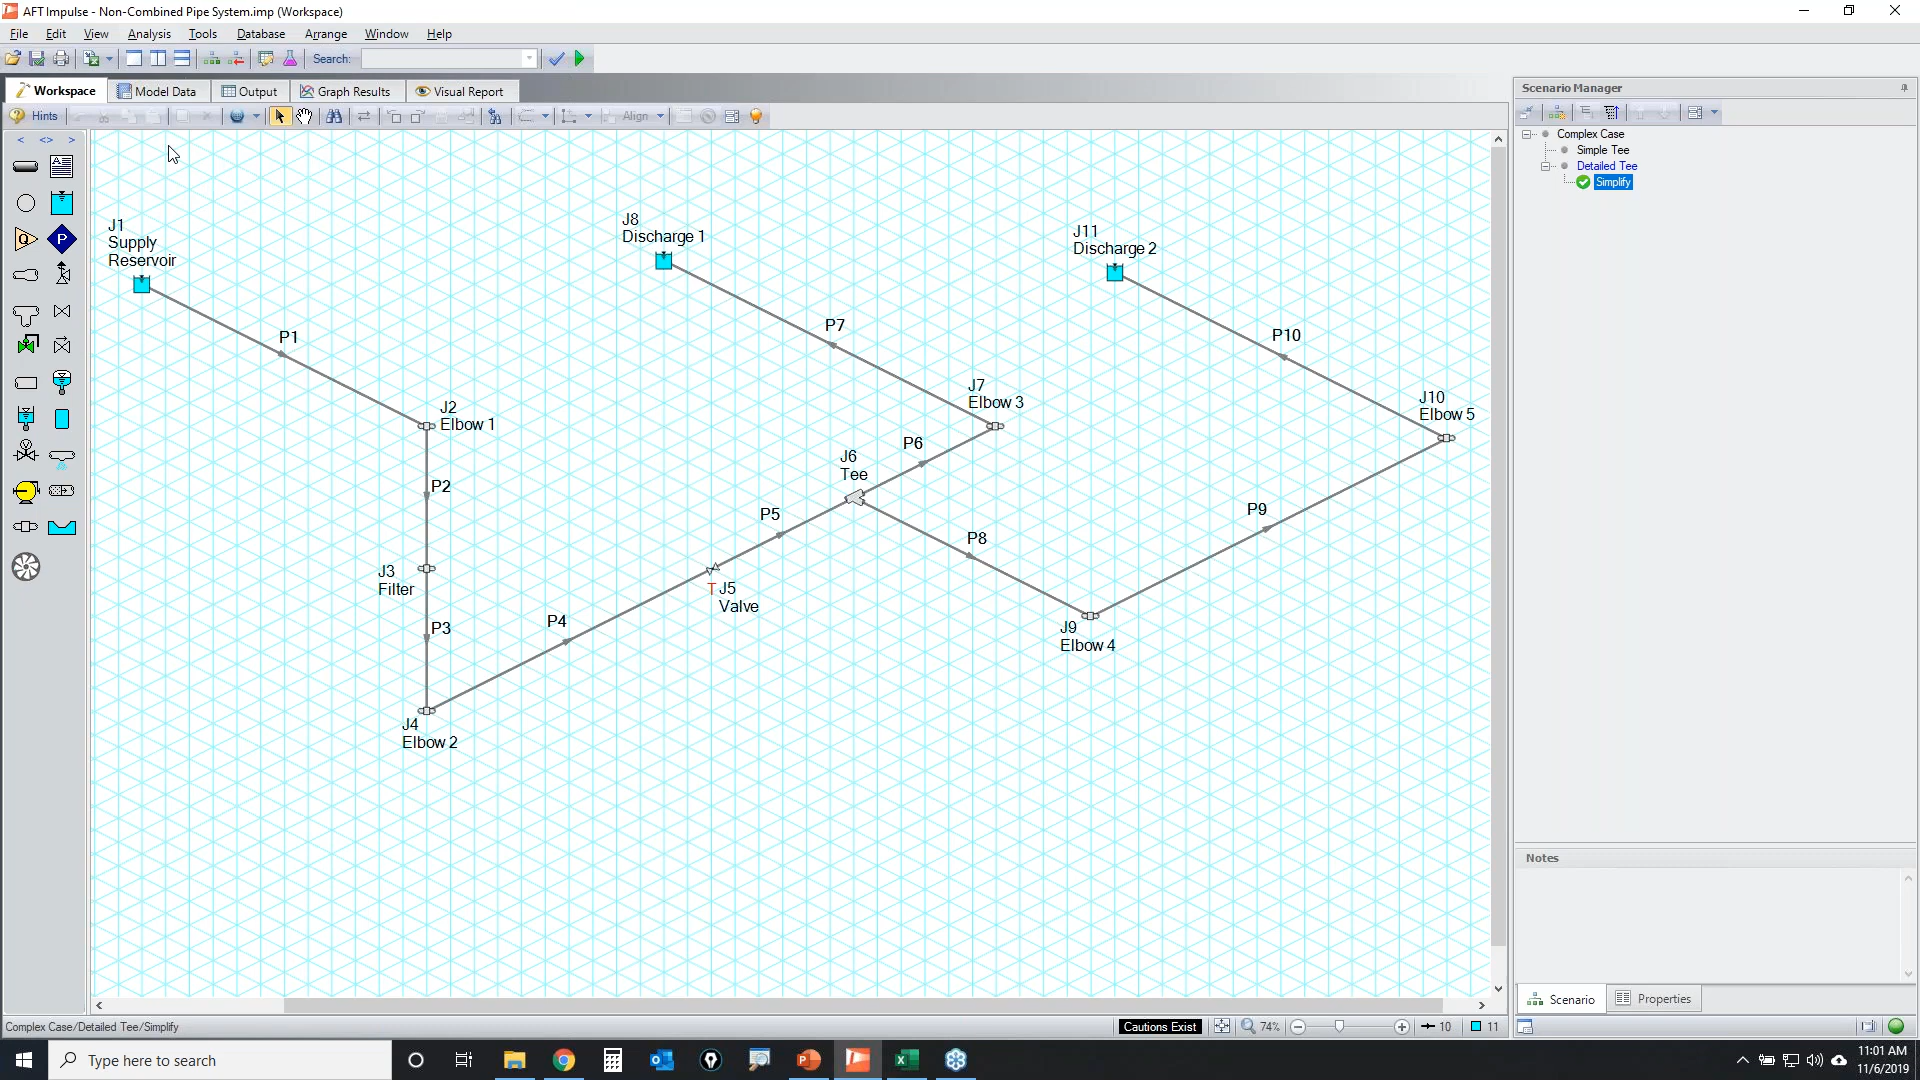 AFT Impulse - Non-Combined Pipe System.imp (Workspace)
File Edit View Analysis Tools Database Arrange Window Help
Search:
Workspace Model Data Output Graph Results Visual Report
Hints Align
< <> >
Scenario Manager
Complex Case
Simple Tee
Detailed Tee
Simplify
J1
Supply
Reservoir
J8
Discharge 1
J11
Discharge 2
P1
P7
P10
J2
Elbow 1
J7
Elbow 3
J10
Elbow 5
P6
J6
Tee
P2
P5
P9
P8
J3
Filter
T J5
Valve
P4
P3
J9
Elbow 4
J4
Elbow 2
Notes
Scenario Properties
Complex Case/Detailed Tee/Simplify
Cautions Exist
74%
10
11
Type here to search
11:01 AM
11/6/2019